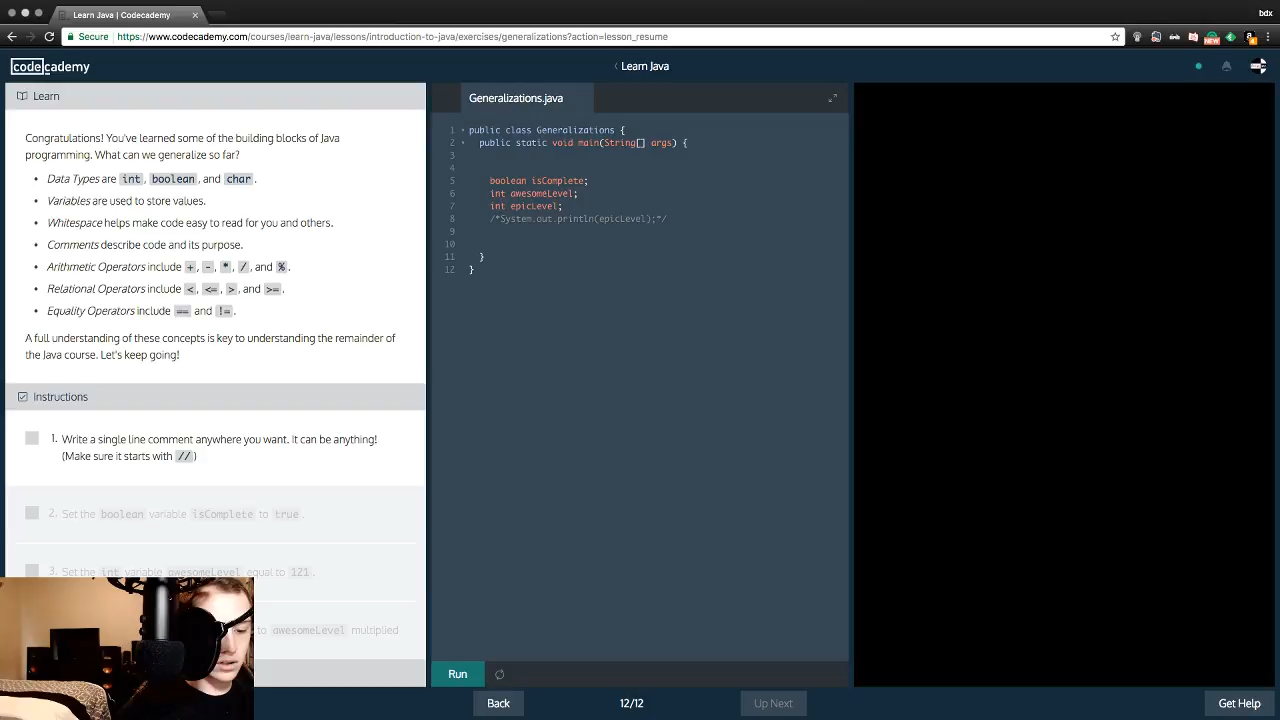 Learn Java | Codecademy
bdx
Secure
https://www.codecademy.com/courses/learn-java/lessons/introduction-to-java/exercises/generalizations?action=lesson_resume
codecademy
Learn Java
Learn
Generalizations.java
Congratulations! You've learned some of the building blocks of Java
programming. What can we generalize so far?
• Data Types are int, boolean, and char.
• Variables are used to store values.
• Whitespace helps make code easy to read for you and others.
• Comments describe code and its purpose.
• Arithmetic Operators include +, -, *, /, and %.
• Relational Operators include <, <=, >, and >=.
• Equality Operators include == and !=.
A full understanding of these concepts is key to understanding the remainder of
the Java course. Let's keep going!
Instructions
1. Write a single line comment anywhere you want. It can be anything!
(Make sure it starts with //)
2. Set the boolean variable isComplete to true.
3. Set the int variable awesomeLevel equal to 121.
to awesomeLevel multiplied
1 public class Generalizations {
2 public static void main(String[] args) {
3
4
5 boolean isComplete;
6 int awesomeLevel;
7 int epicLevel;
8 /*System.out.println(epicLevel);*/
9
10
11 }
12 }
Run
Back
12/12
Up Next
Get Help